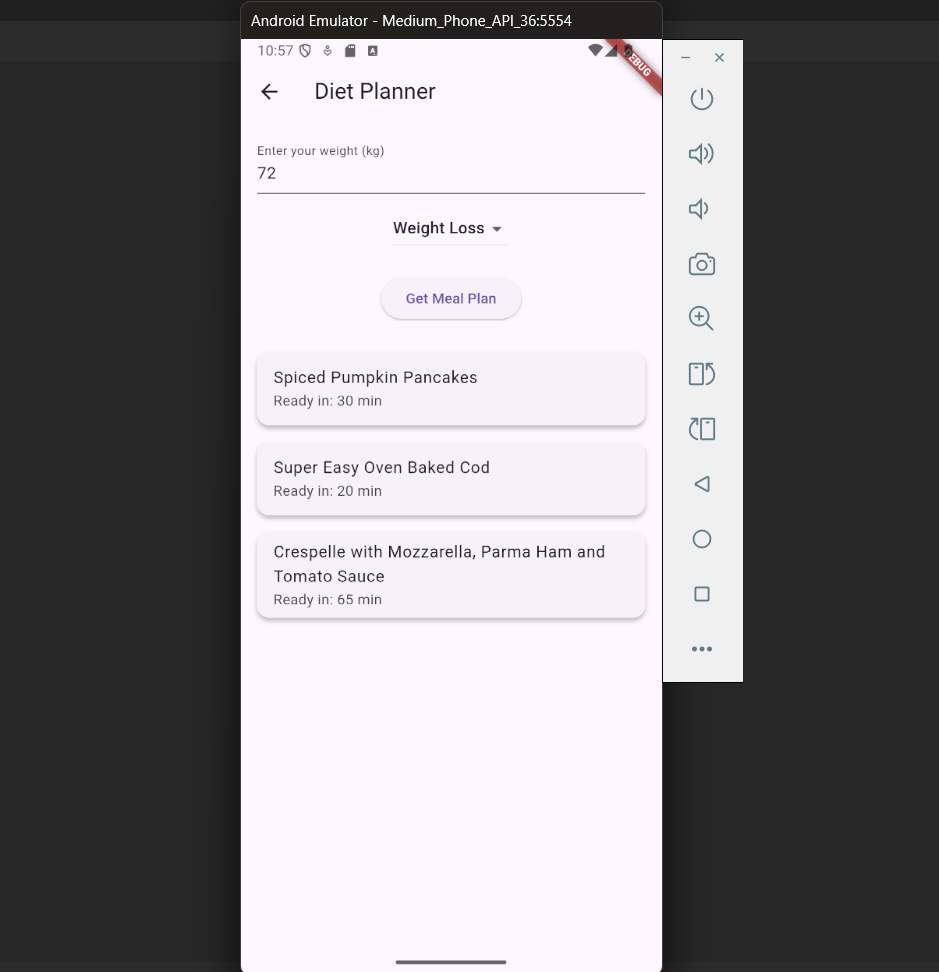 Android Emulator - Medium_Phone_API_36:5554
10:57
DEBUG
Diet Planner
Enter your weight (kg)
72
Weight Loss
Get Meal Plan
Spiced Pumpkin Pancakes
Ready in: 30 min
Super Easy Oven Baked Cod
Ready in: 20 min
Crespelle with Mozzarella, Parma Ham and
Tomato Sauce
Ready in: 65 min